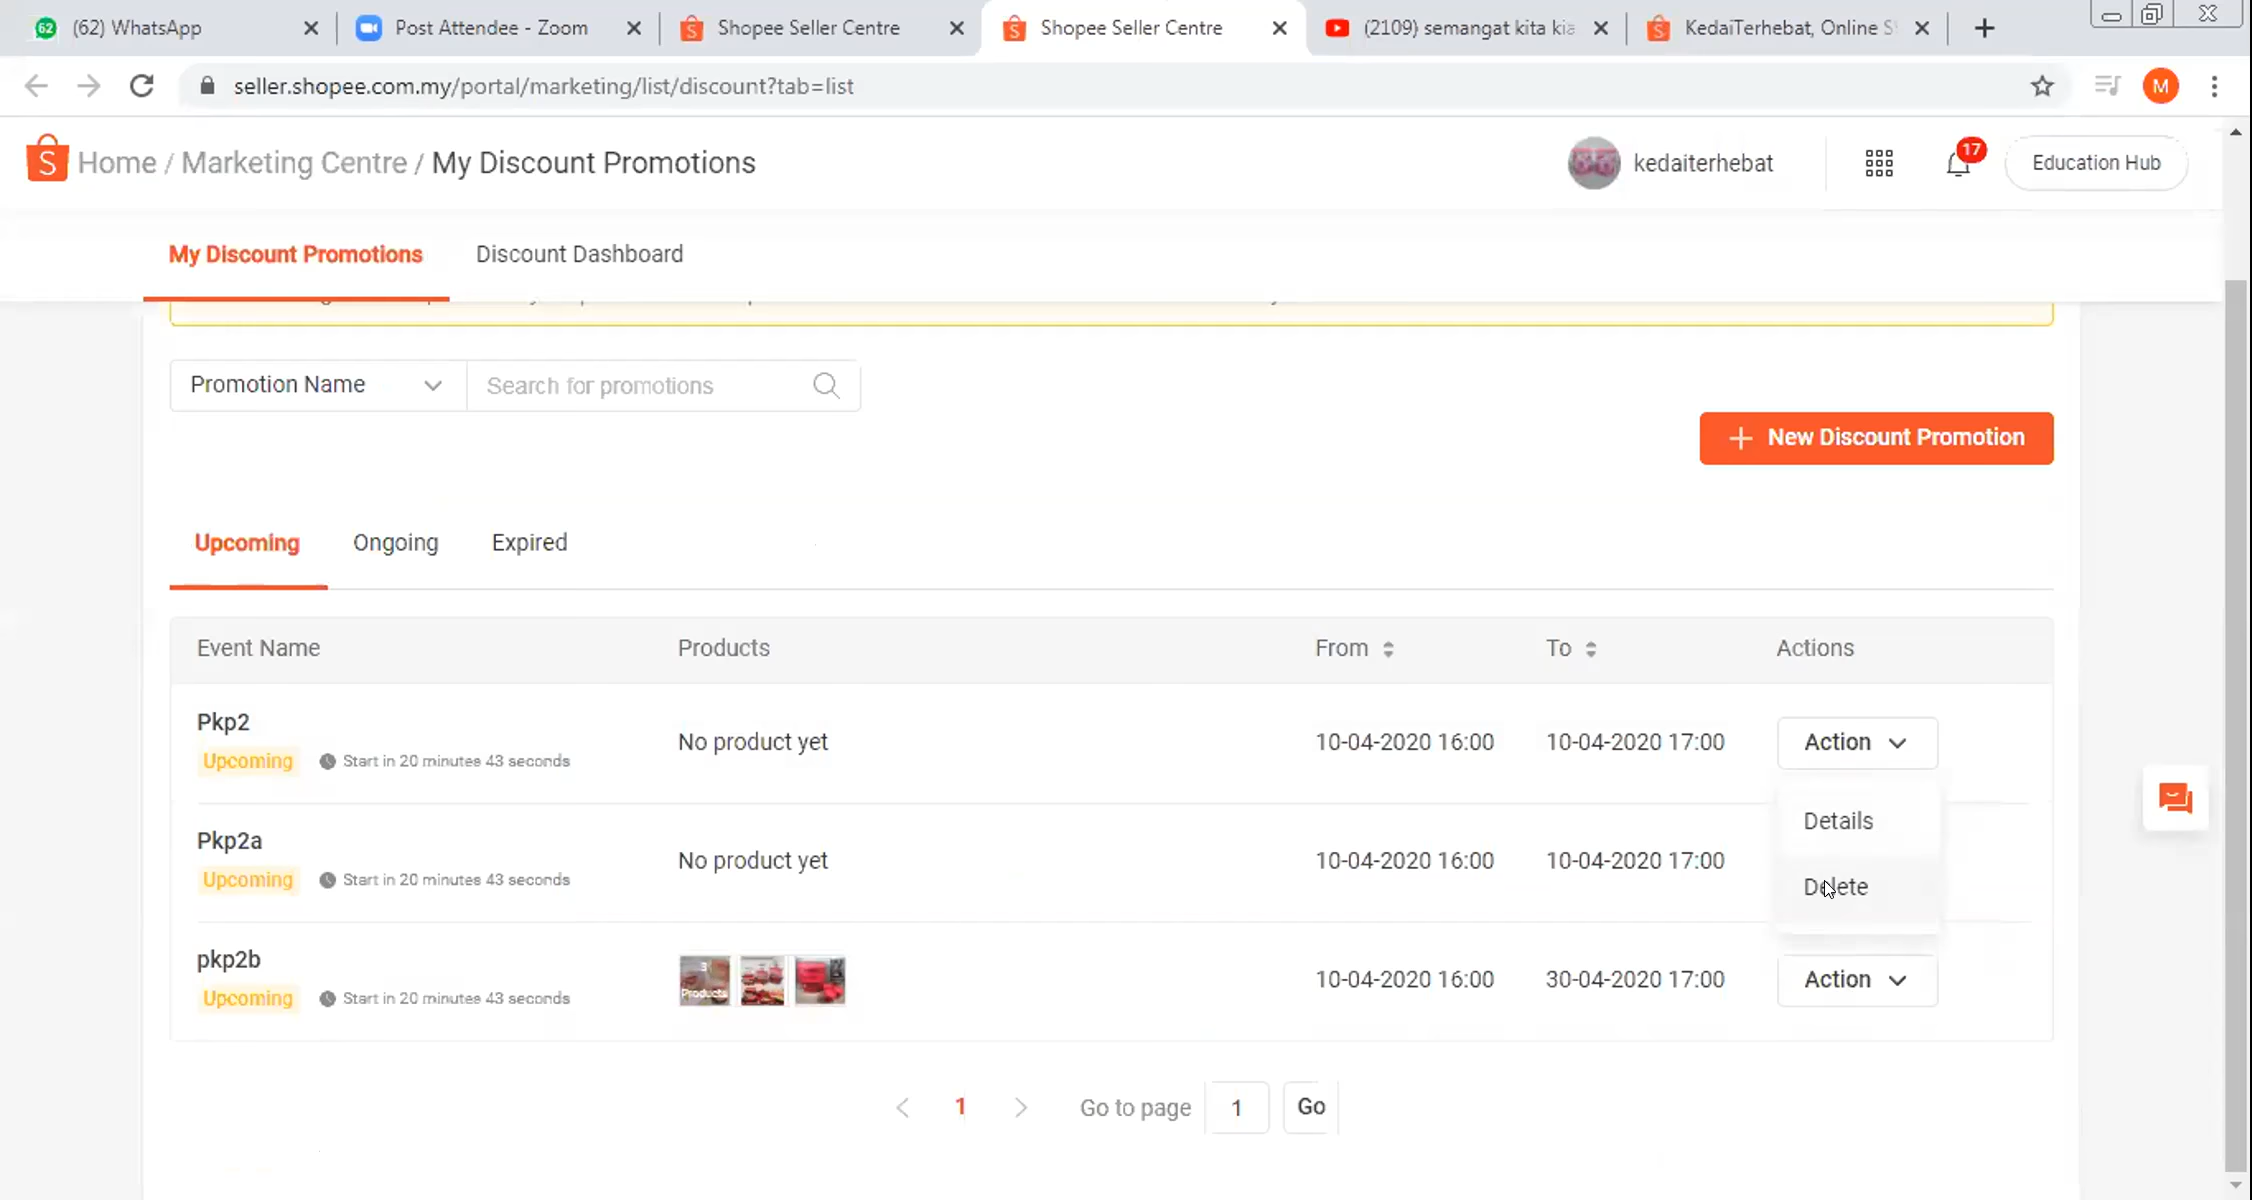 62 (62) WhatsApp
Post Attendee - Zoom
Shopee Seller Centre
Shopee Seller Centre
(2109) semangat kita kia
KedaiTerhebat, Online S
seller.shopee.com.my/portal/marketing/list/discount?tab=list
M
Home / Marketing Centre / My Discount Promotions
kedaiterhebat
17
Education Hub
My Discount Promotions
Discount Dashboard
Promotion Name
Search for promotions
New Discount Promotion
Upcoming
Ongoing
Expired
Event Name
Products
From
To
Actions
Pkp2
Upcoming
Start in 20 minutes 43 seconds
No product yet
10-04-2020 16:00
10-04-2020 17:00
Action
Details
Delete
Pkp2a
Upcoming
Start in 20 minutes 43 seconds
No product yet
10-04-2020 16:00
10-04-2020 17:00
pkp2b
Upcoming
Start in 20 minutes 43 seconds
3
Products
10-04-2020 16:00
30-04-2020 17:00
Action
1
Go to page
1
Go